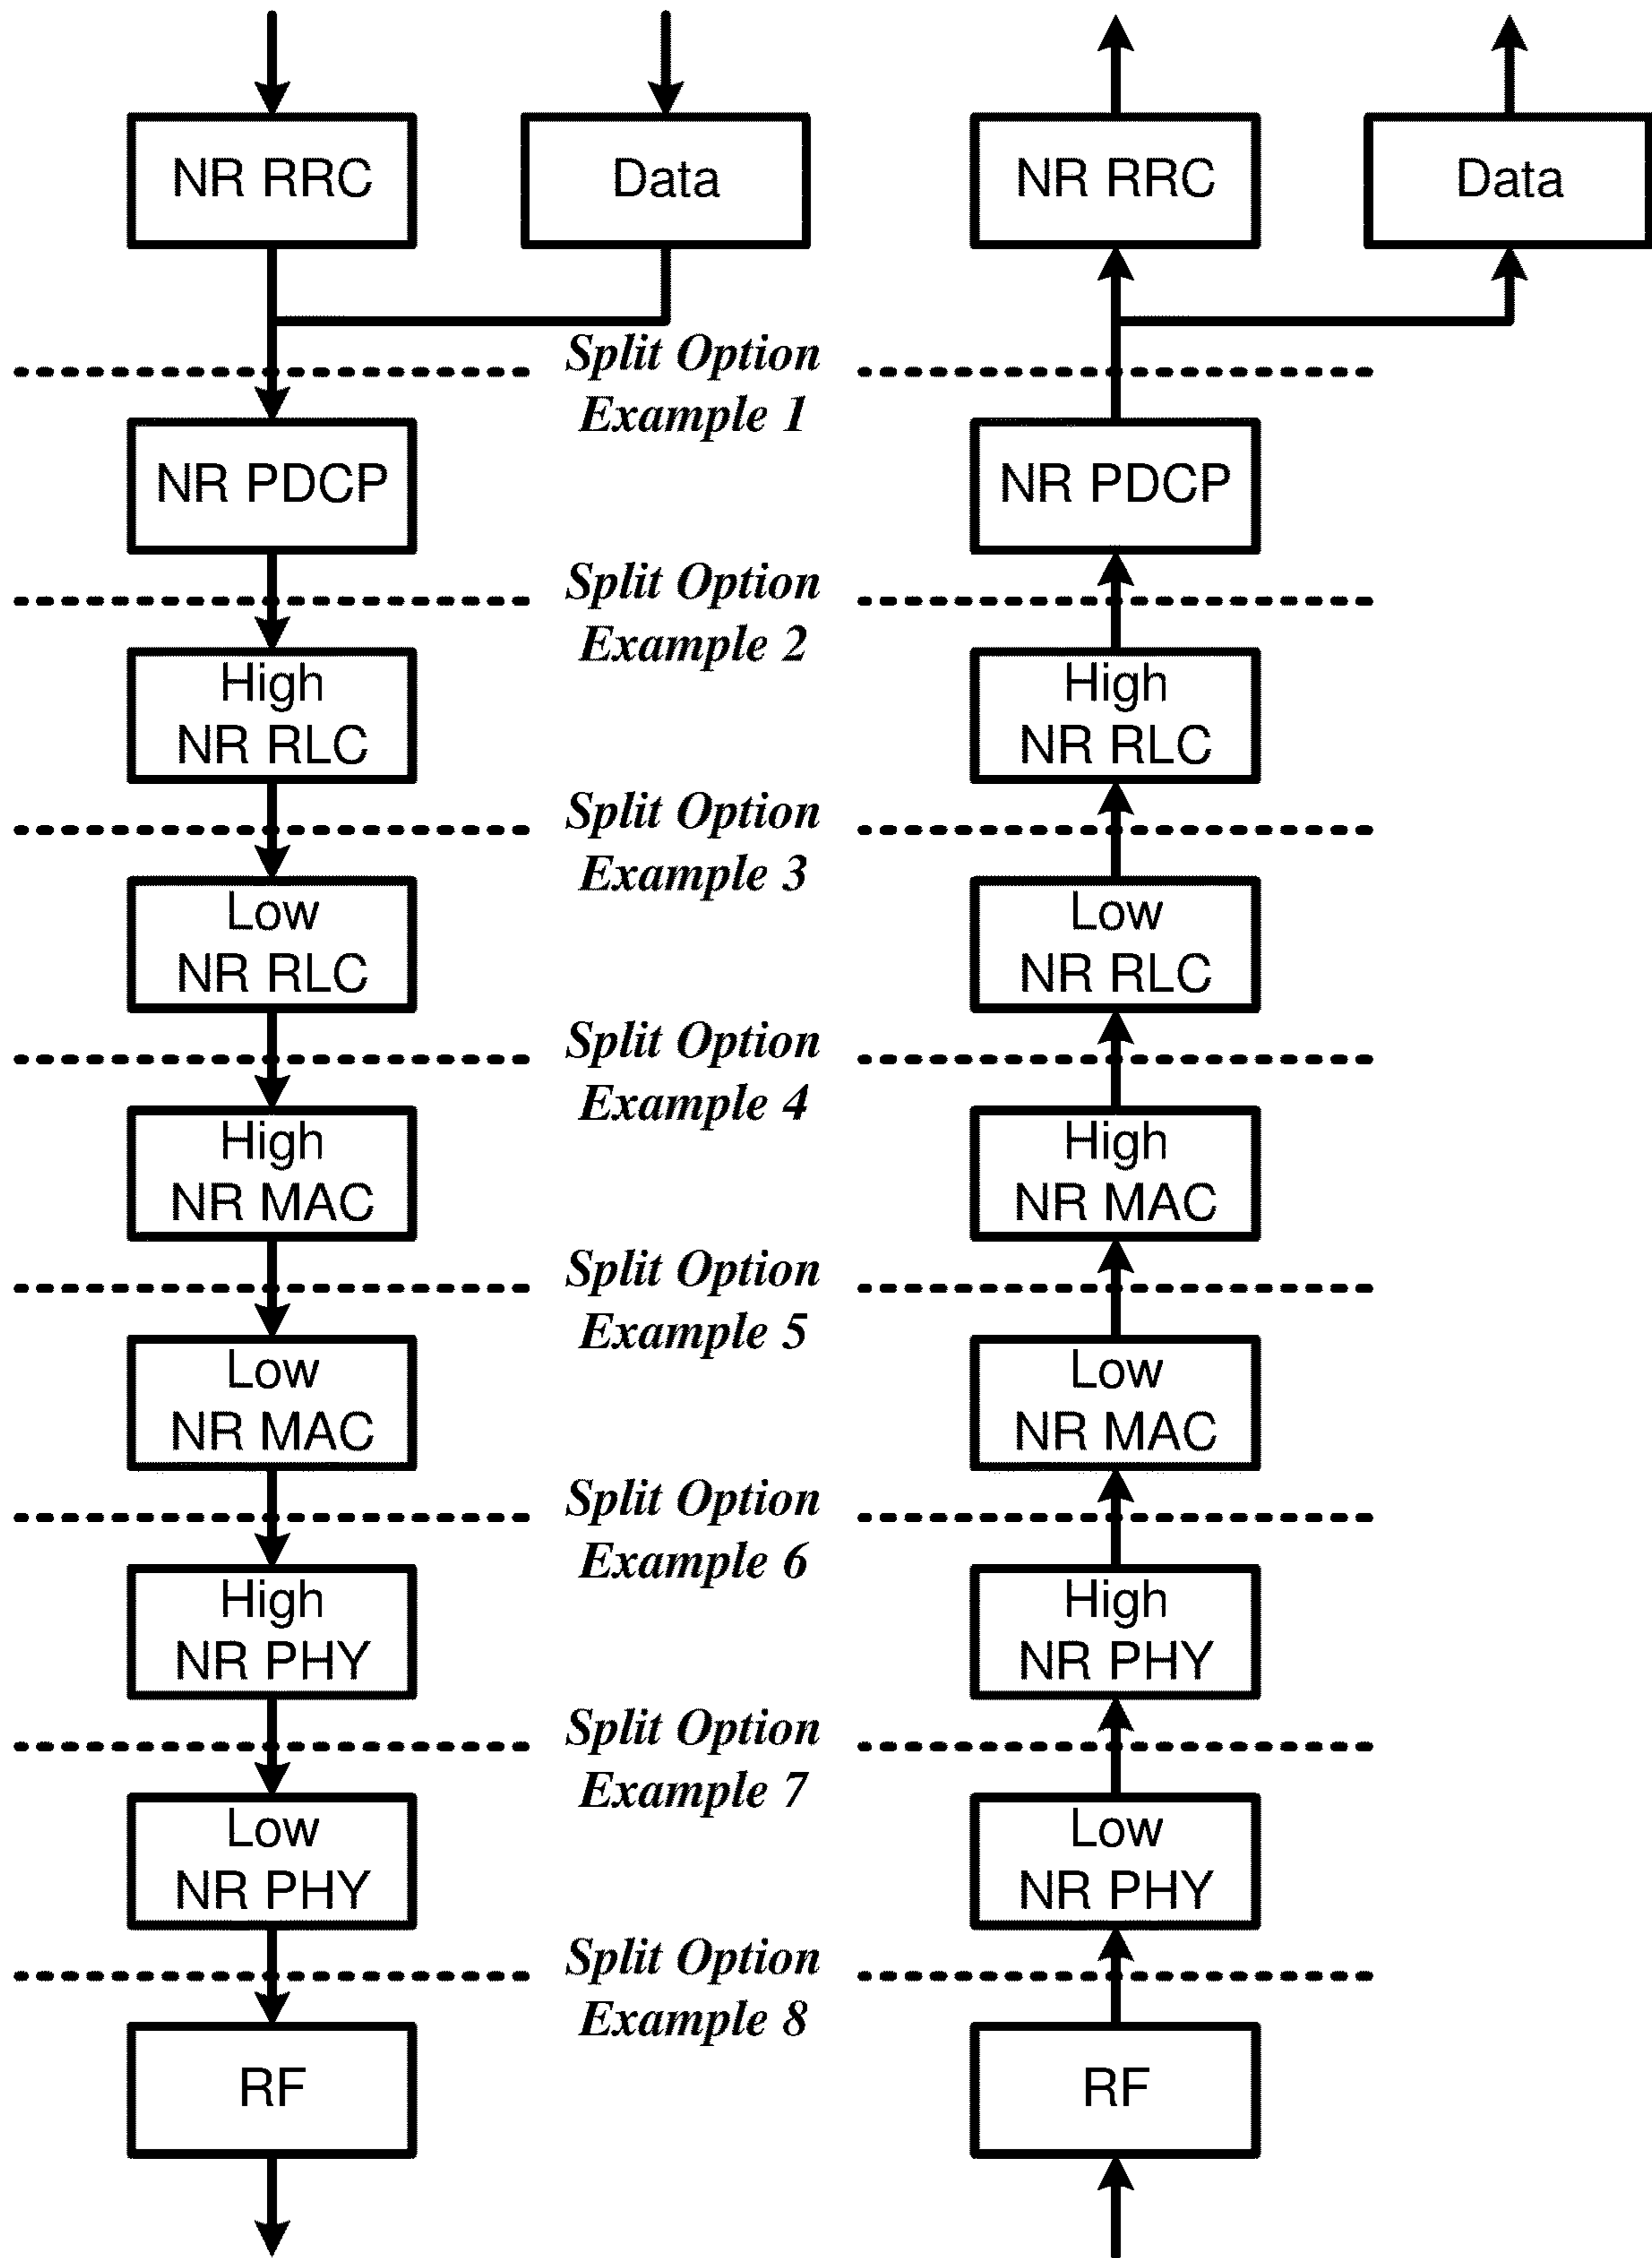 NR RRC
Data
NR RRC
Data
Split Option
Example 1
NR PDCP
NR PDCP
Split Option
Example 2
High
NR RLC
High
NR RLC
Split Option
Example 3
Low
NR RLC
Low
NR RLC
Split Option
Example 4
High
NR MAC
High
NR MAC
Split Option
Example 5
Low
NR MAC
Low
NR MAC
Split Option
Example 6
High
NR PHY
High
NR PHY
Split Option
Example 7
Low
NR PHY
Low
NR PHY
Split Option
Example 8
RF
RF